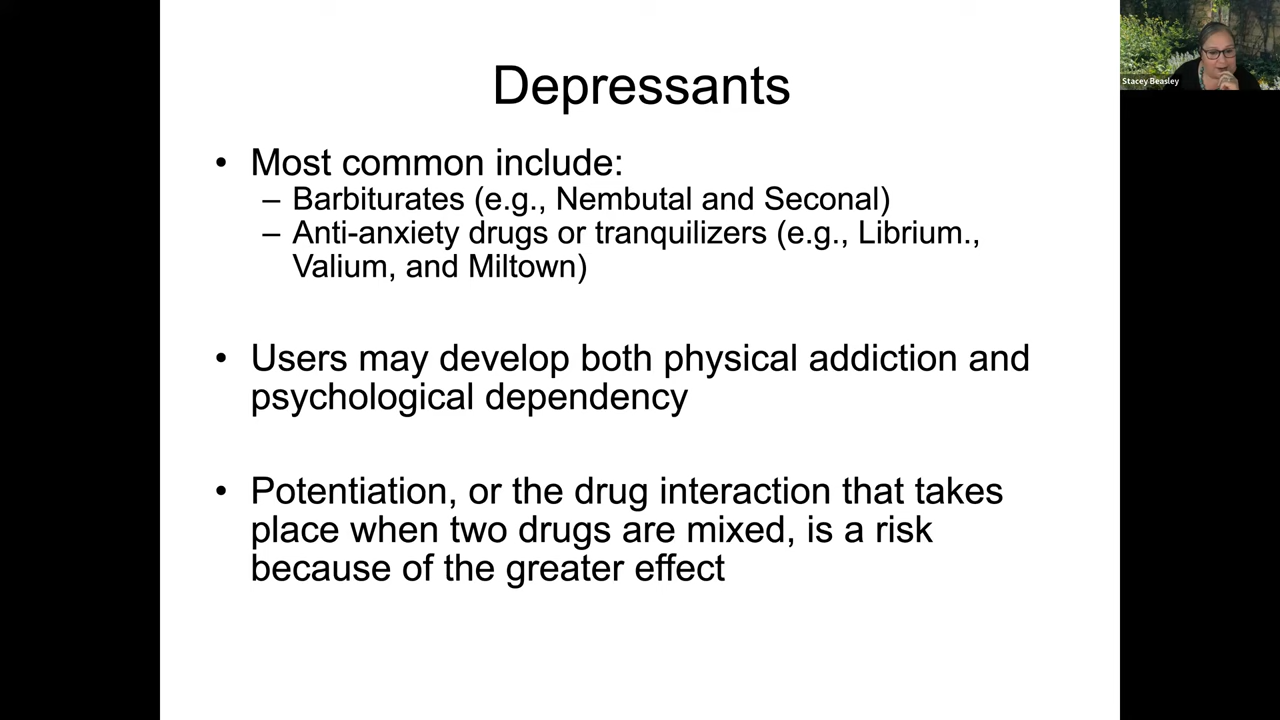 Depressants
• Most common include:
– Barbiturates (e.g., Nembutal and Seconal)
– Anti-anxiety drugs or tranquilizers (e.g., Librium.,
Valium, and Miltown)
• Users may develop both physical addiction and
psychological dependency
• Potentiation, or the drug interaction that takes
place when two drugs are mixed, is a risk
because of the greater effect
Stacey Beasley